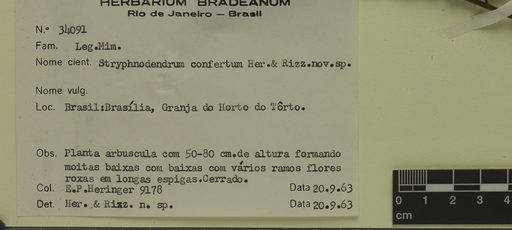 HERBARIUM BRADEANUM
Rio de Janeiro — Brasil
N.º 34091
Fam. Leg.Mim.
Nome cient. Stryphnodendrum confertum Her.& Rizz.nov.sp.
Nome vulg.
Loc. Brasil:Brasília, Granja do Horto do Tôrto.
Obs. Planta arbuscula com 50-80 cm.de altura formando
moitas baixas com baixas com vários ramos flores
roxas em longas espigas.Cerrado.
Col. E.P.Heringer 9178 Data 20.9.63
Det. Her. & Rizz. n. sp. Data 20.9.63
0 1 2 3 4
cm